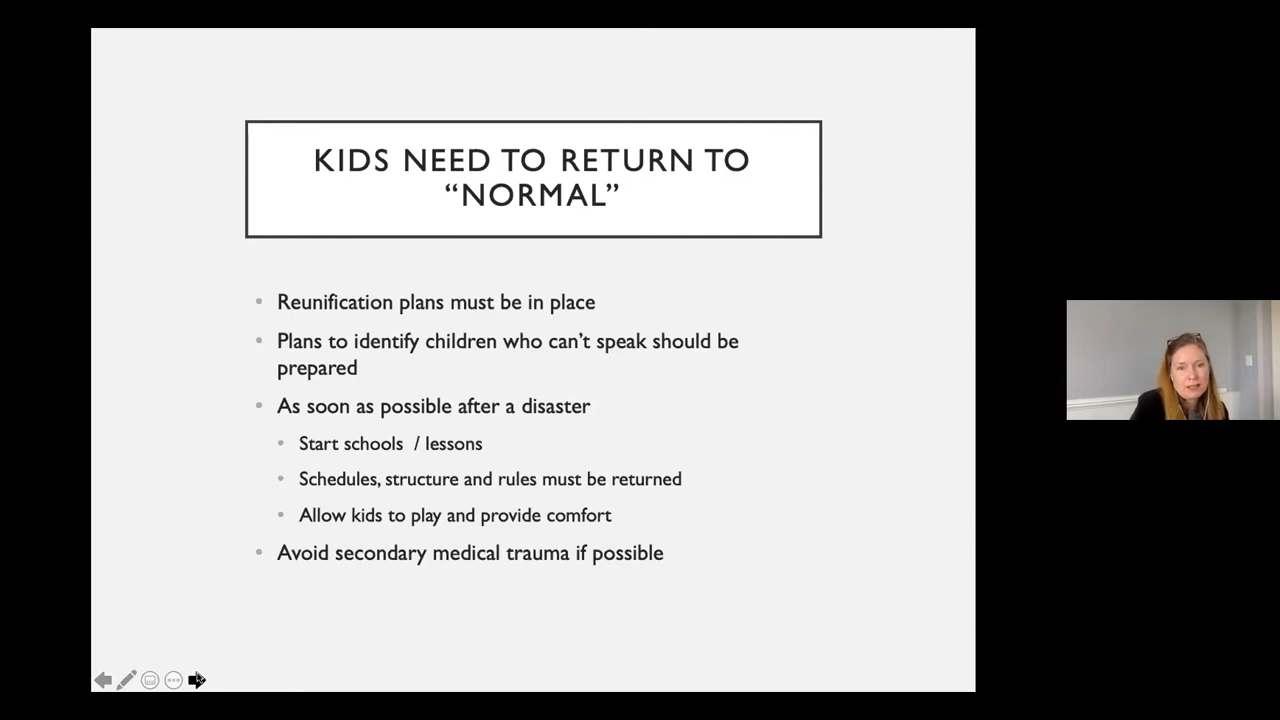 KIDS NEED TO RETURN TO
“NORMAL”
Reunification plans must be in place
Plans to identify children who can’t speak should be
prepared
As soon as possible after a disaster
Start schools / lessons
Schedules, structure and rules must be returned
Allow kids to play and provide comfort
Avoid secondary medical trauma if possible